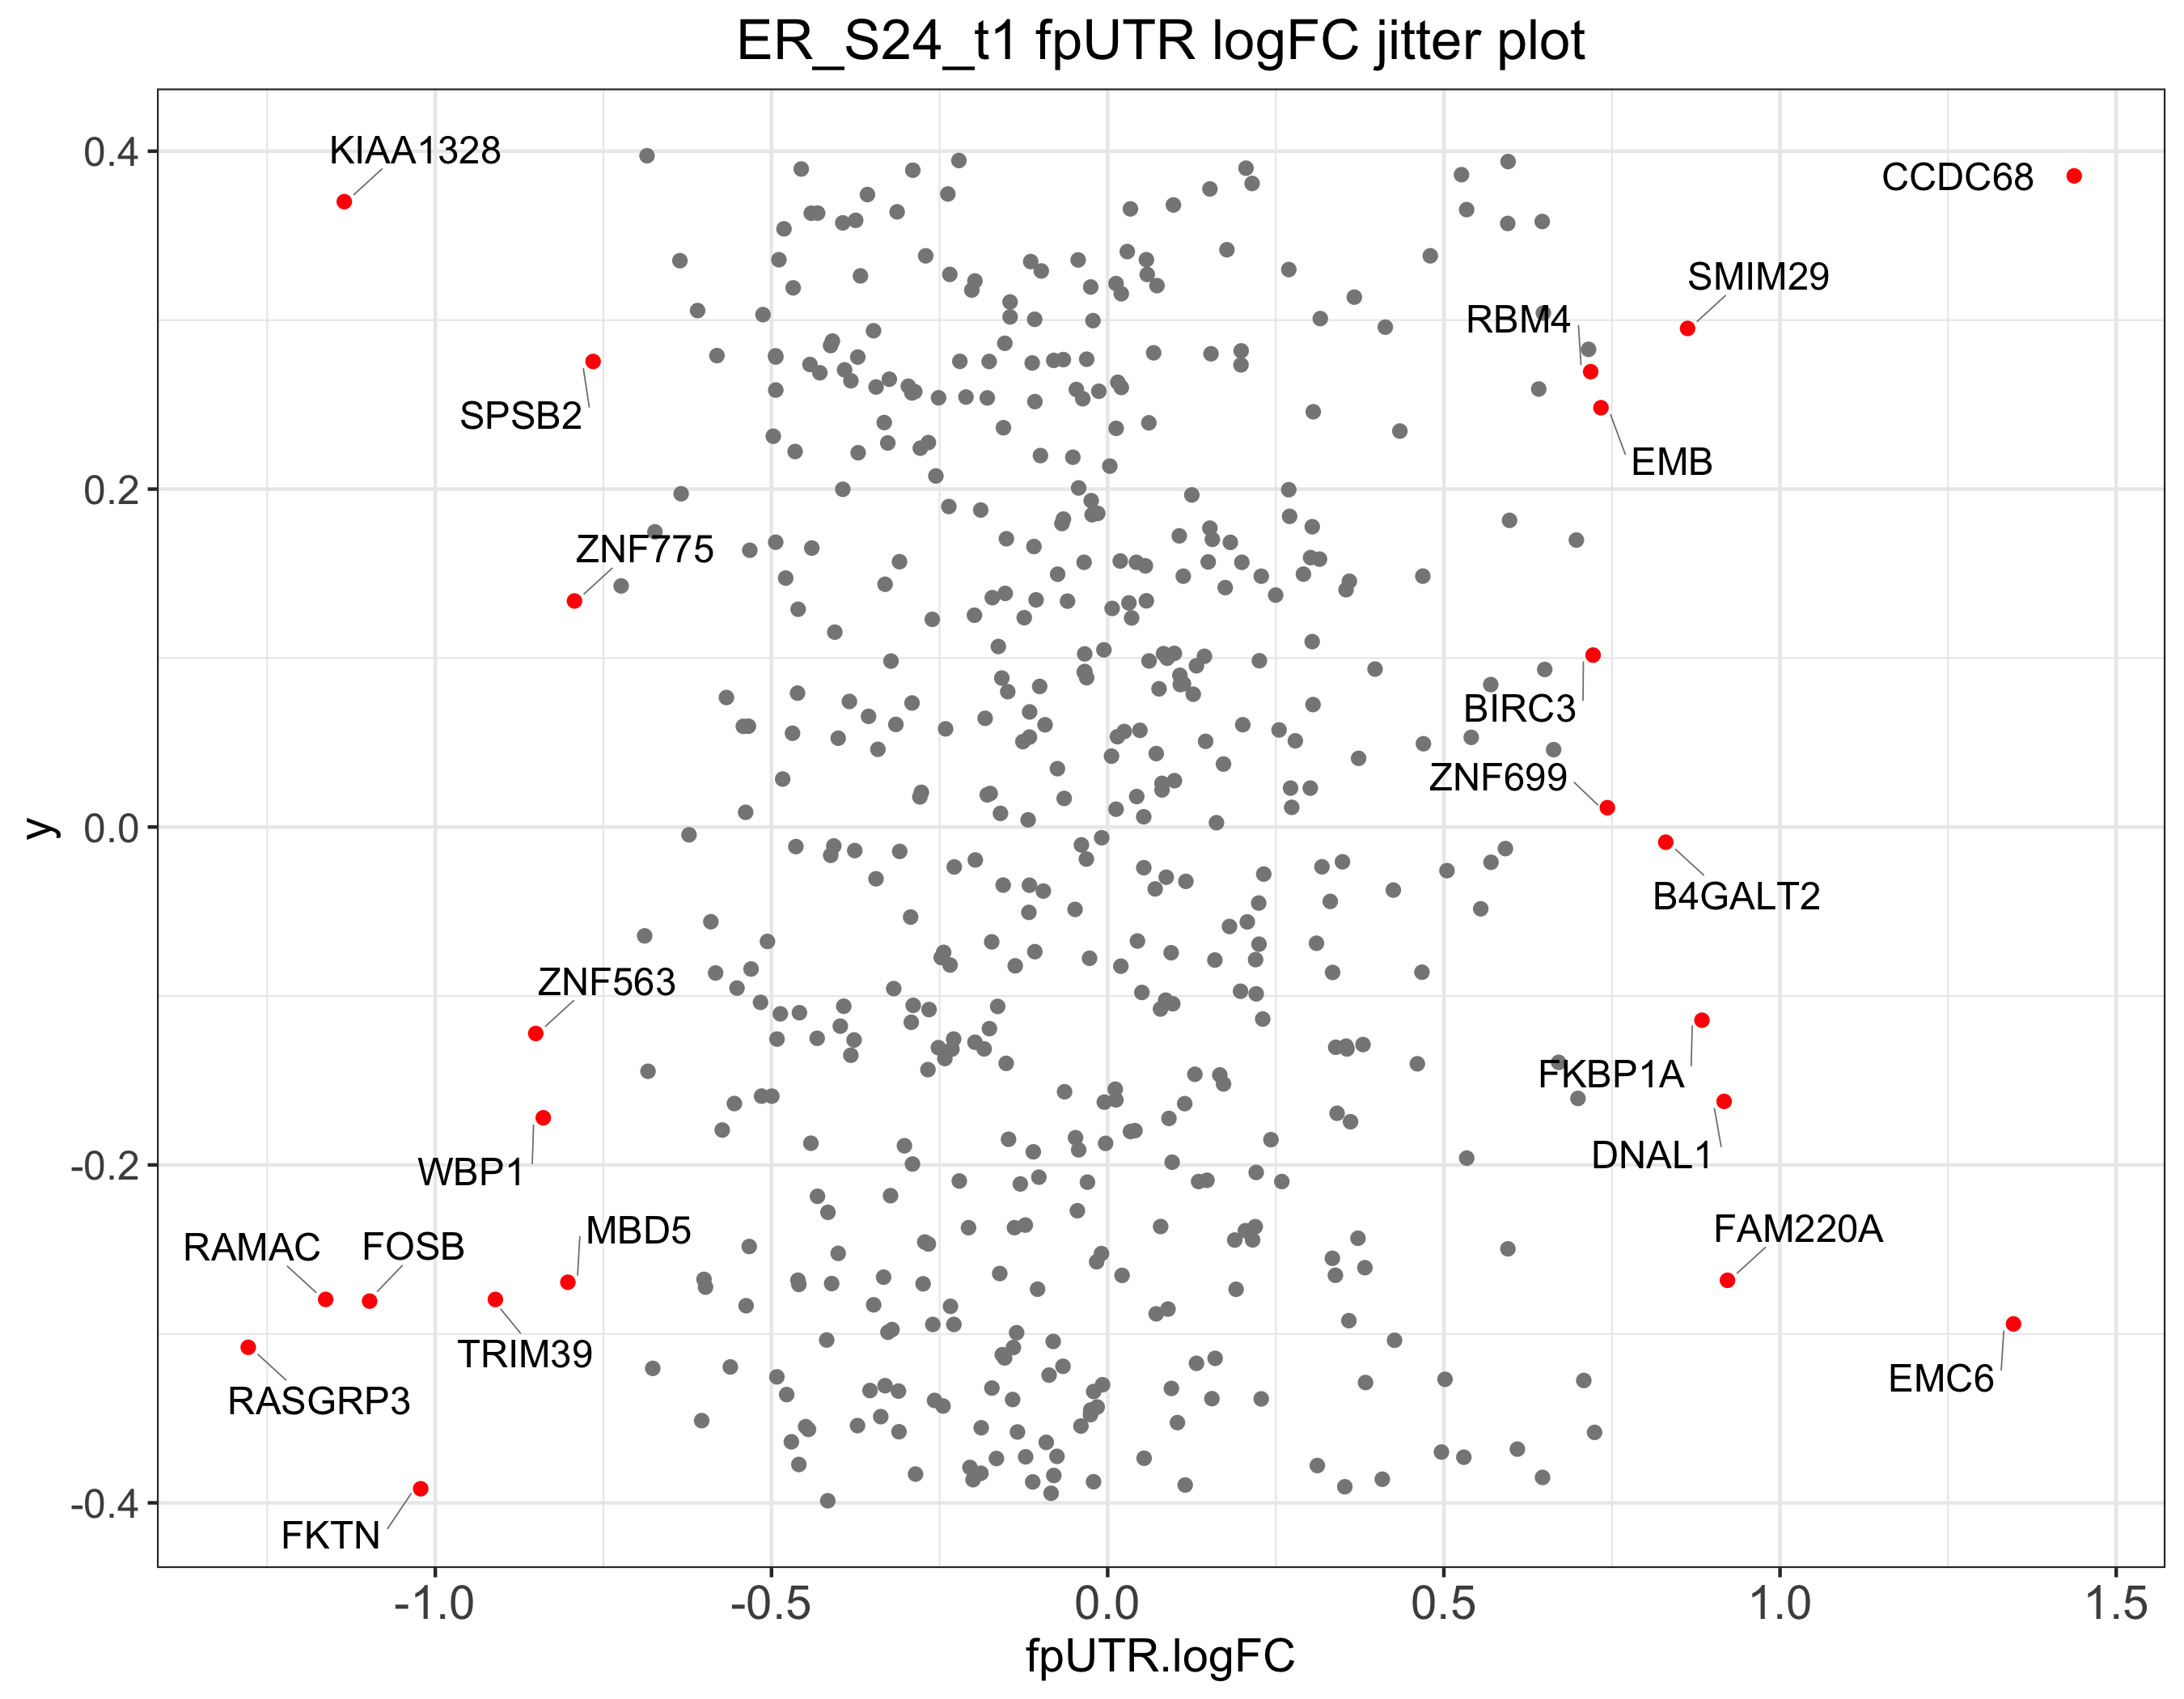 ER_S24_t1 fpUTR logFC jitter plot
KIAA1328
CCDC68
SMIM29
RBM4
SPSB2
EMB
ZNF775
BIRC3
ZNF699
B4GALT2
ZNF563
FKBP1A
WBP1
DNAL1
MBD5
FAM220A
RAMAC
FOSB
TRIM39
EMC6
RASGRP3
FKTN
0.4
0.2
0.0
-0.2
-0.4
y
-1.0
-0.5
0.0
0.5
1.0
1.5
fpUTR.logFC